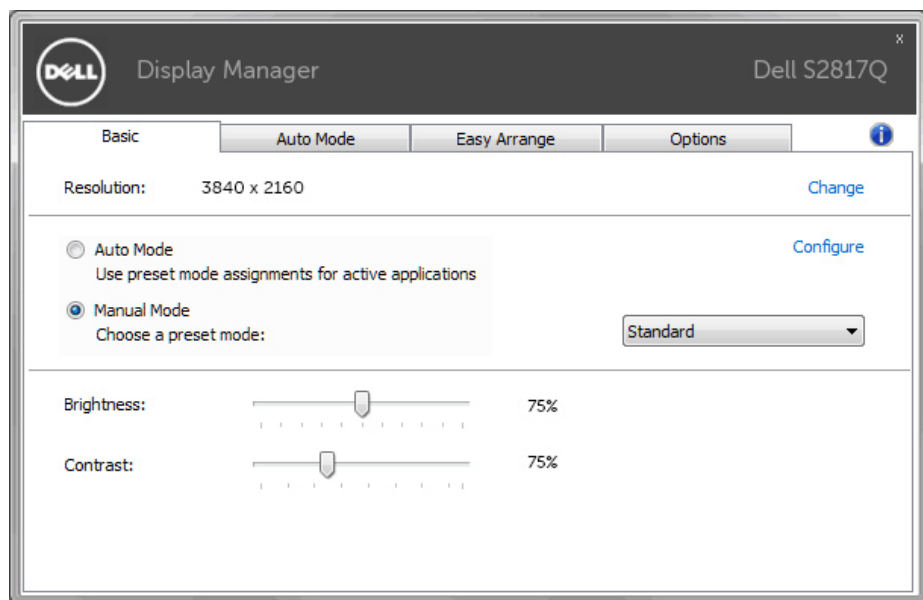 x
DELL Display Manager Dell S2817Q
Basic Auto Mode Easy Arrange Options i
Resolution: 3840 x 2160 Change
Auto Mode Configure
Use preset mode assignments for active applications
Manual Mode
Choose a preset mode: Standard
Brightness: 75%
Contrast: 75%